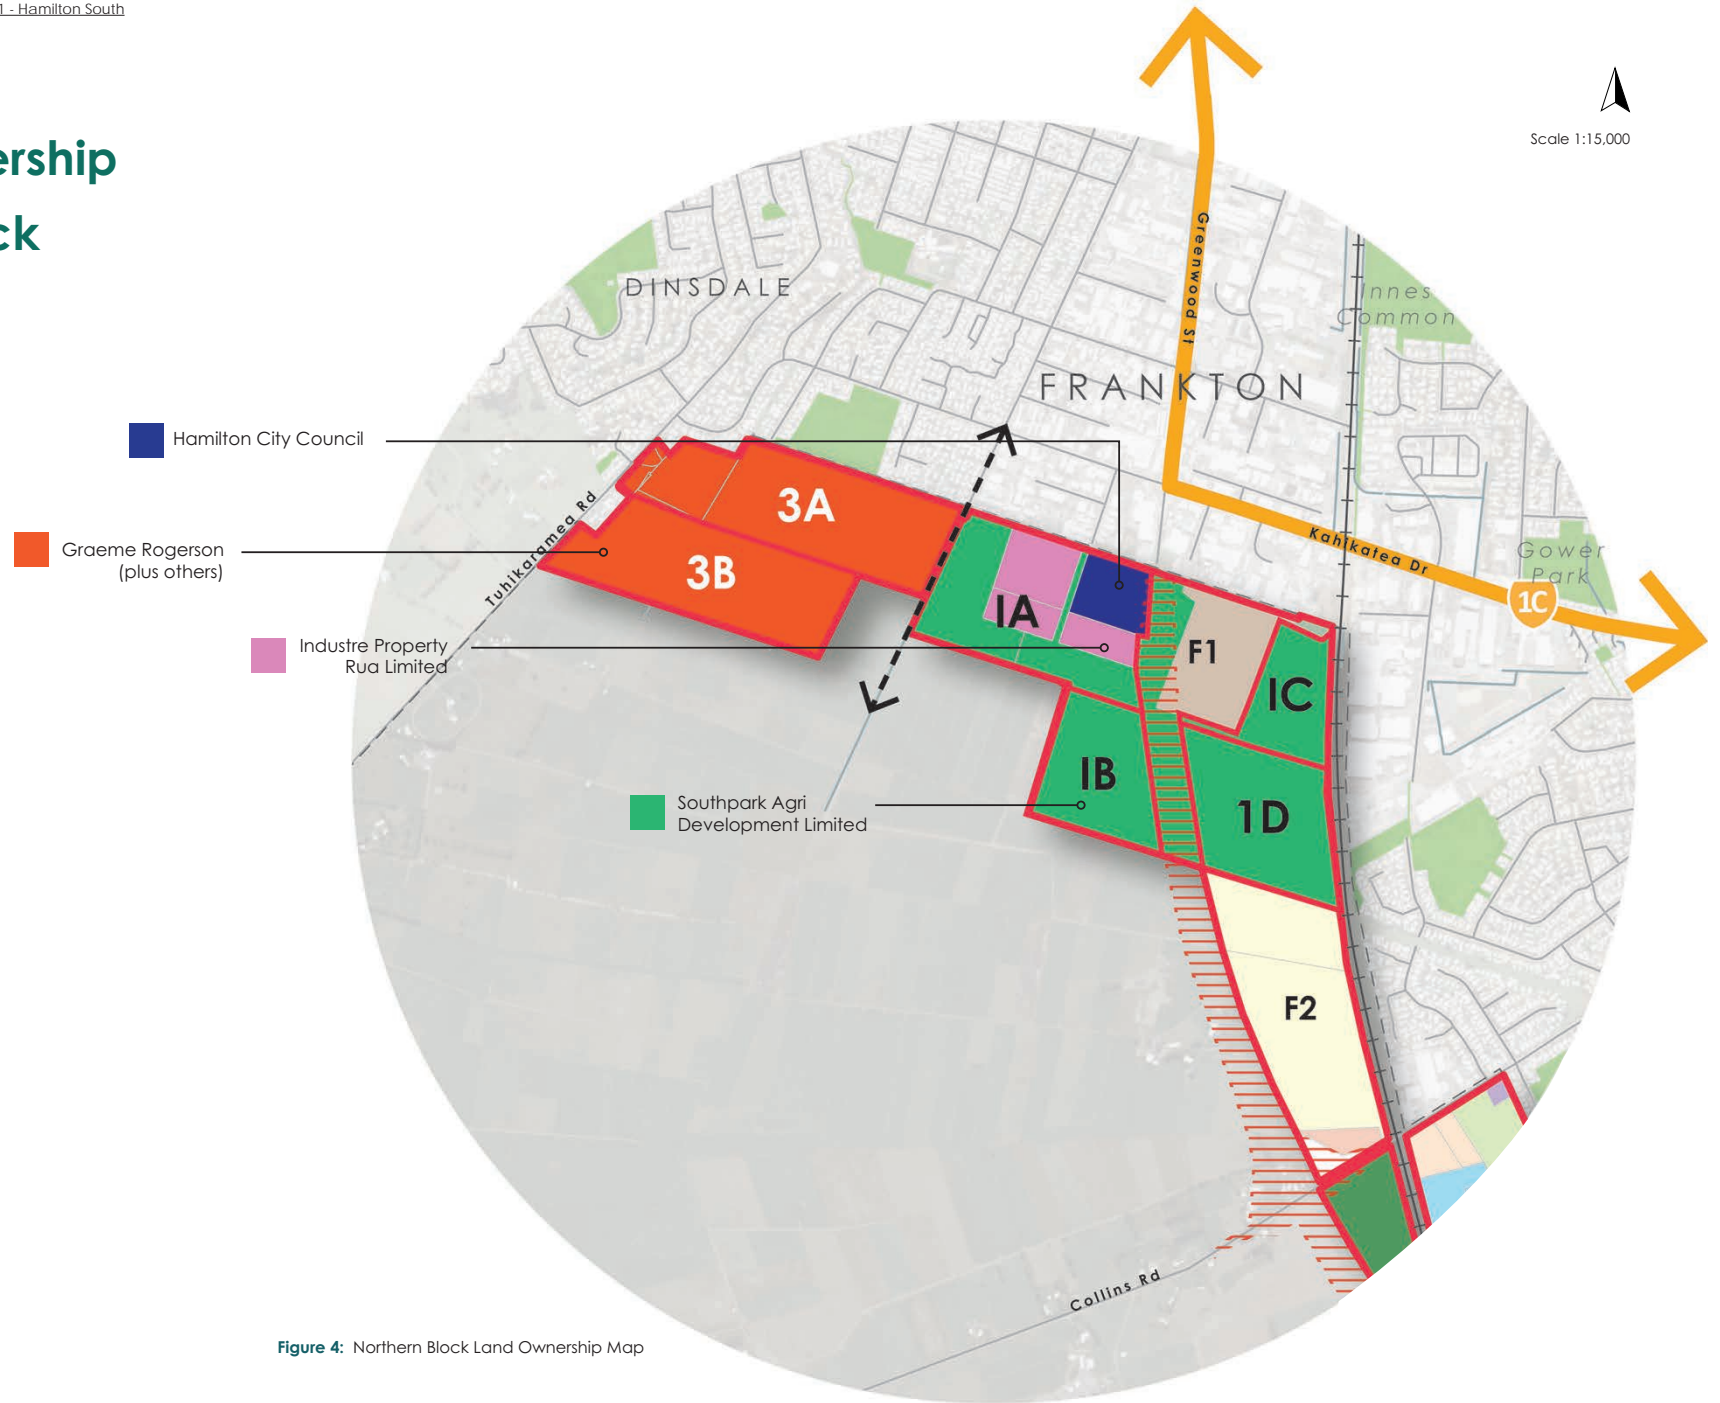 1 - Hamilton South
ership
ck
Scale 1:15,000
Greenwood St
DINSDALE
Innes
Common
FRANKTON
Hamilton City Council
3A
Tuhikaramea Rd
Kahikatea Dr
Gower
Park
Graeme Rogerson
(plus others)
3B
1C
IA
Industre Property
Rua Limited
F1
IC
IB
Southpark Agri
Development Limited
1D
F2
Collins Rd
Figure 4: Northern Block Land Ownership Map